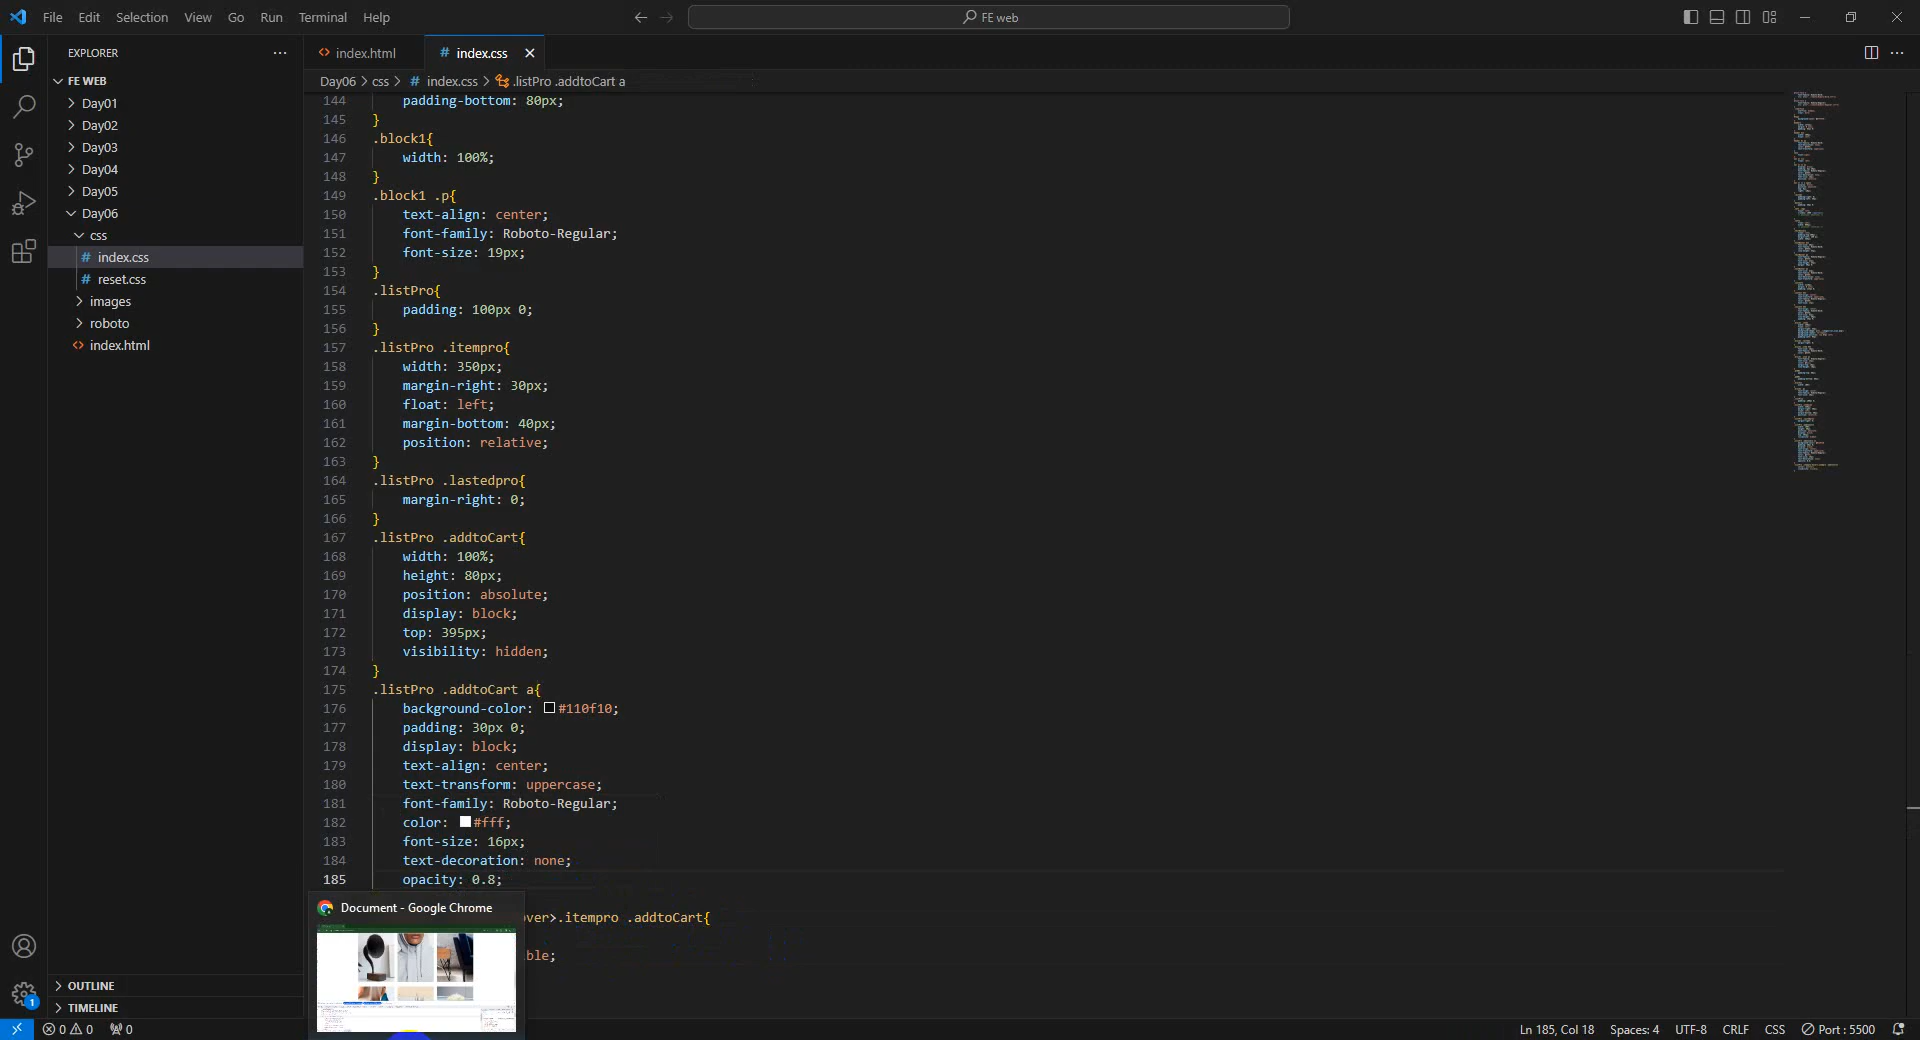 File Edit Selection View Go Run Terminal Help
FE web
EXPLORER
FE WEB
Day01
Day02
Day03
Day04
Day05
Day06
css
# index.css
# reset.css
images
roboto
<> index.html
OUTLINE
TIMELINE
<> index.html
# index.css
Day06 > css > # index.css > .listPro .addtoCart a
144 padding-bottom: 80px;
145 }
146 .block1{
147 width: 100%;
148 }
149 .block1 .p{
150 text-align: center;
151 font-family: Roboto-Regular;
152 font-size: 19px;
153 }
154 .listPro{
155 padding: 100px 0;
156 }
157 .listPro .itempro{
158 width: 350px;
159 margin-right: 30px;
160 float: left;
161 margin-bottom: 40px;
162 position: relative;
163 }
164 .listPro .lastedpro{
165 margin-right: 0;
166 }
167 .listPro .addtoCart{
168 width: 100%;
169 height: 80px;
170 position: absolute;
171 display: block;
172 top: 395px;
173 visibility: hidden;
174 }
175 .listPro .addtoCart a{
176 background-color: #110f10;
177 padding: 30px 0;
178 display: block;
179 text-align: center;
180 text-transform: uppercase;
181 font-family: Roboto-Regular;
182 color: #fff;
183 font-size: 16px;
184 text-decoration: none;
185 opacity: 0.8;
Document - Google Chrome
over>.itempro .addtoCart{
ble;
1
0 0 0
Ln 185, Col 18 Spaces: 4 UTF-8 CRLF CSS Port : 5500